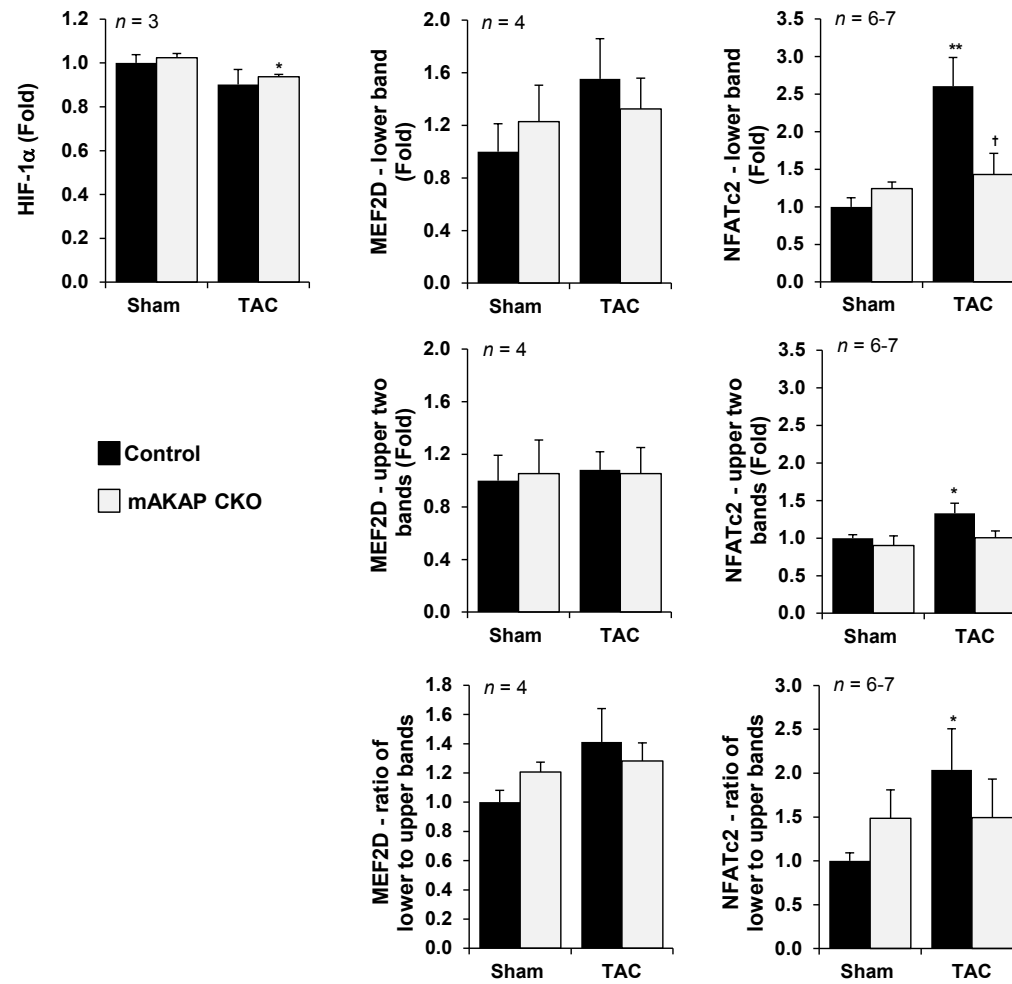 n = 3
HIF-1α (Fold)
1.2
1.0
0.8
0.6
0.4
0.2
0.0
*
Sham
TAC
n = 4
MEF2D - lower band
(Fold)
2.0
1.6
1.2
0.8
0.4
0.0
Sham
TAC
n = 6-7
NFATc2 - lower band
(Fold)
3.5
3.0
2.5
2.0
1.5
1.0
0.5
0.0
**
†
Sham
TAC
Control
mAKAP CKO
n = 4
MEF2D - upper two
bands (Fold)
2.0
1.6
1.2
0.8
0.4
0.0
Sham
TAC
n = 6-7
NFATc2 - upper two
bands (Fold)
3.5
3.0
2.5
2.0
1.5
1.0
0.5
0.0
*
Sham
TAC
n = 4
MEF2D - ratio of
lower to upper bands
1.8
1.6
1.4
1.2
1.0
0.8
0.6
0.4
0.2
0.0
Sham
TAC
n = 6-7
NFATc2 - ratio of
lower to upper bands
3.0
2.5
2.0
1.5
1.0
0.5
0.0
*
Sham
TAC